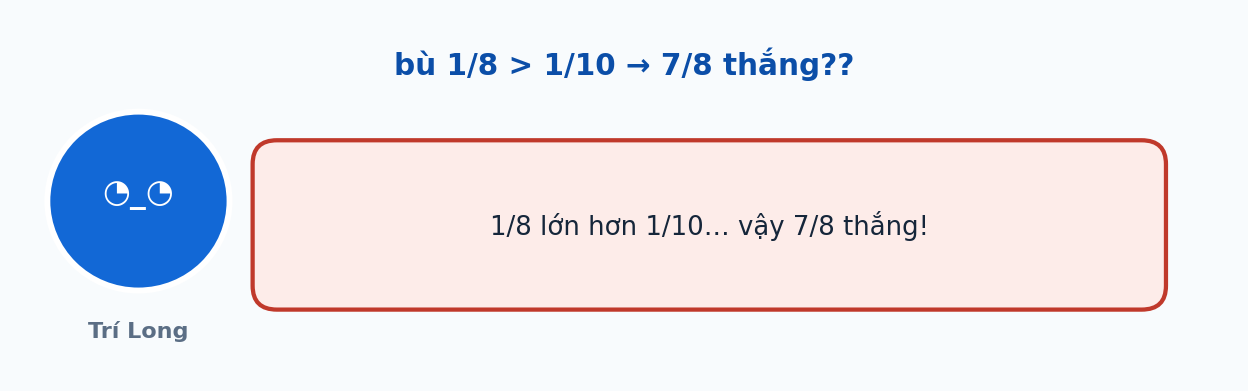 bù 1/8 > 1/10 → 7/8 thắng??
◔_◔
1/8 lớn hơn 1/10… vậy 7/8 thắng!
Trí Long